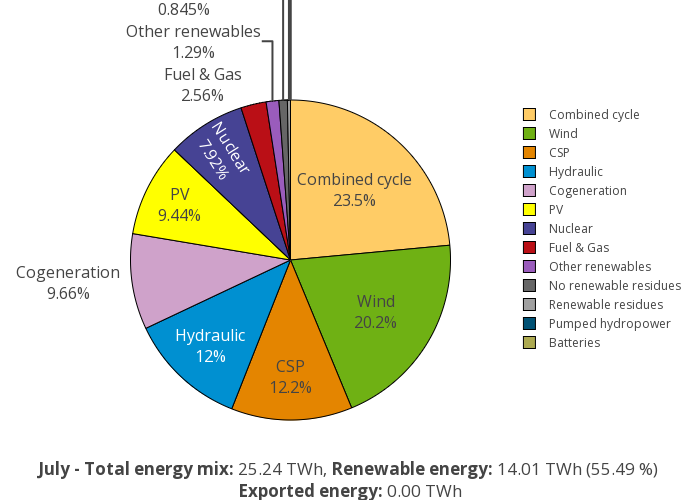 0.845%
Other renewables
1.29%
Fuel & Gas
2.56%
Nuclear
7.92%
PV
9.44%
Cogeneration
9.66%
Hydraulic
12%
CSP
12.2%
Wind
20.2%
Combined cycle
23.5%
Combined cycle
Wind
CSP
Hydraulic
Cogeneration
PV
Nuclear
Fuel & Gas
Other renewables
No renewable residues
Renewable residues
Pumped hydropower
Batteries
July - Total energy mix: 25.24 TWh, Renewable energy: 14.01 TWh (55.49 %)
Exported energy: 0.00 TWh